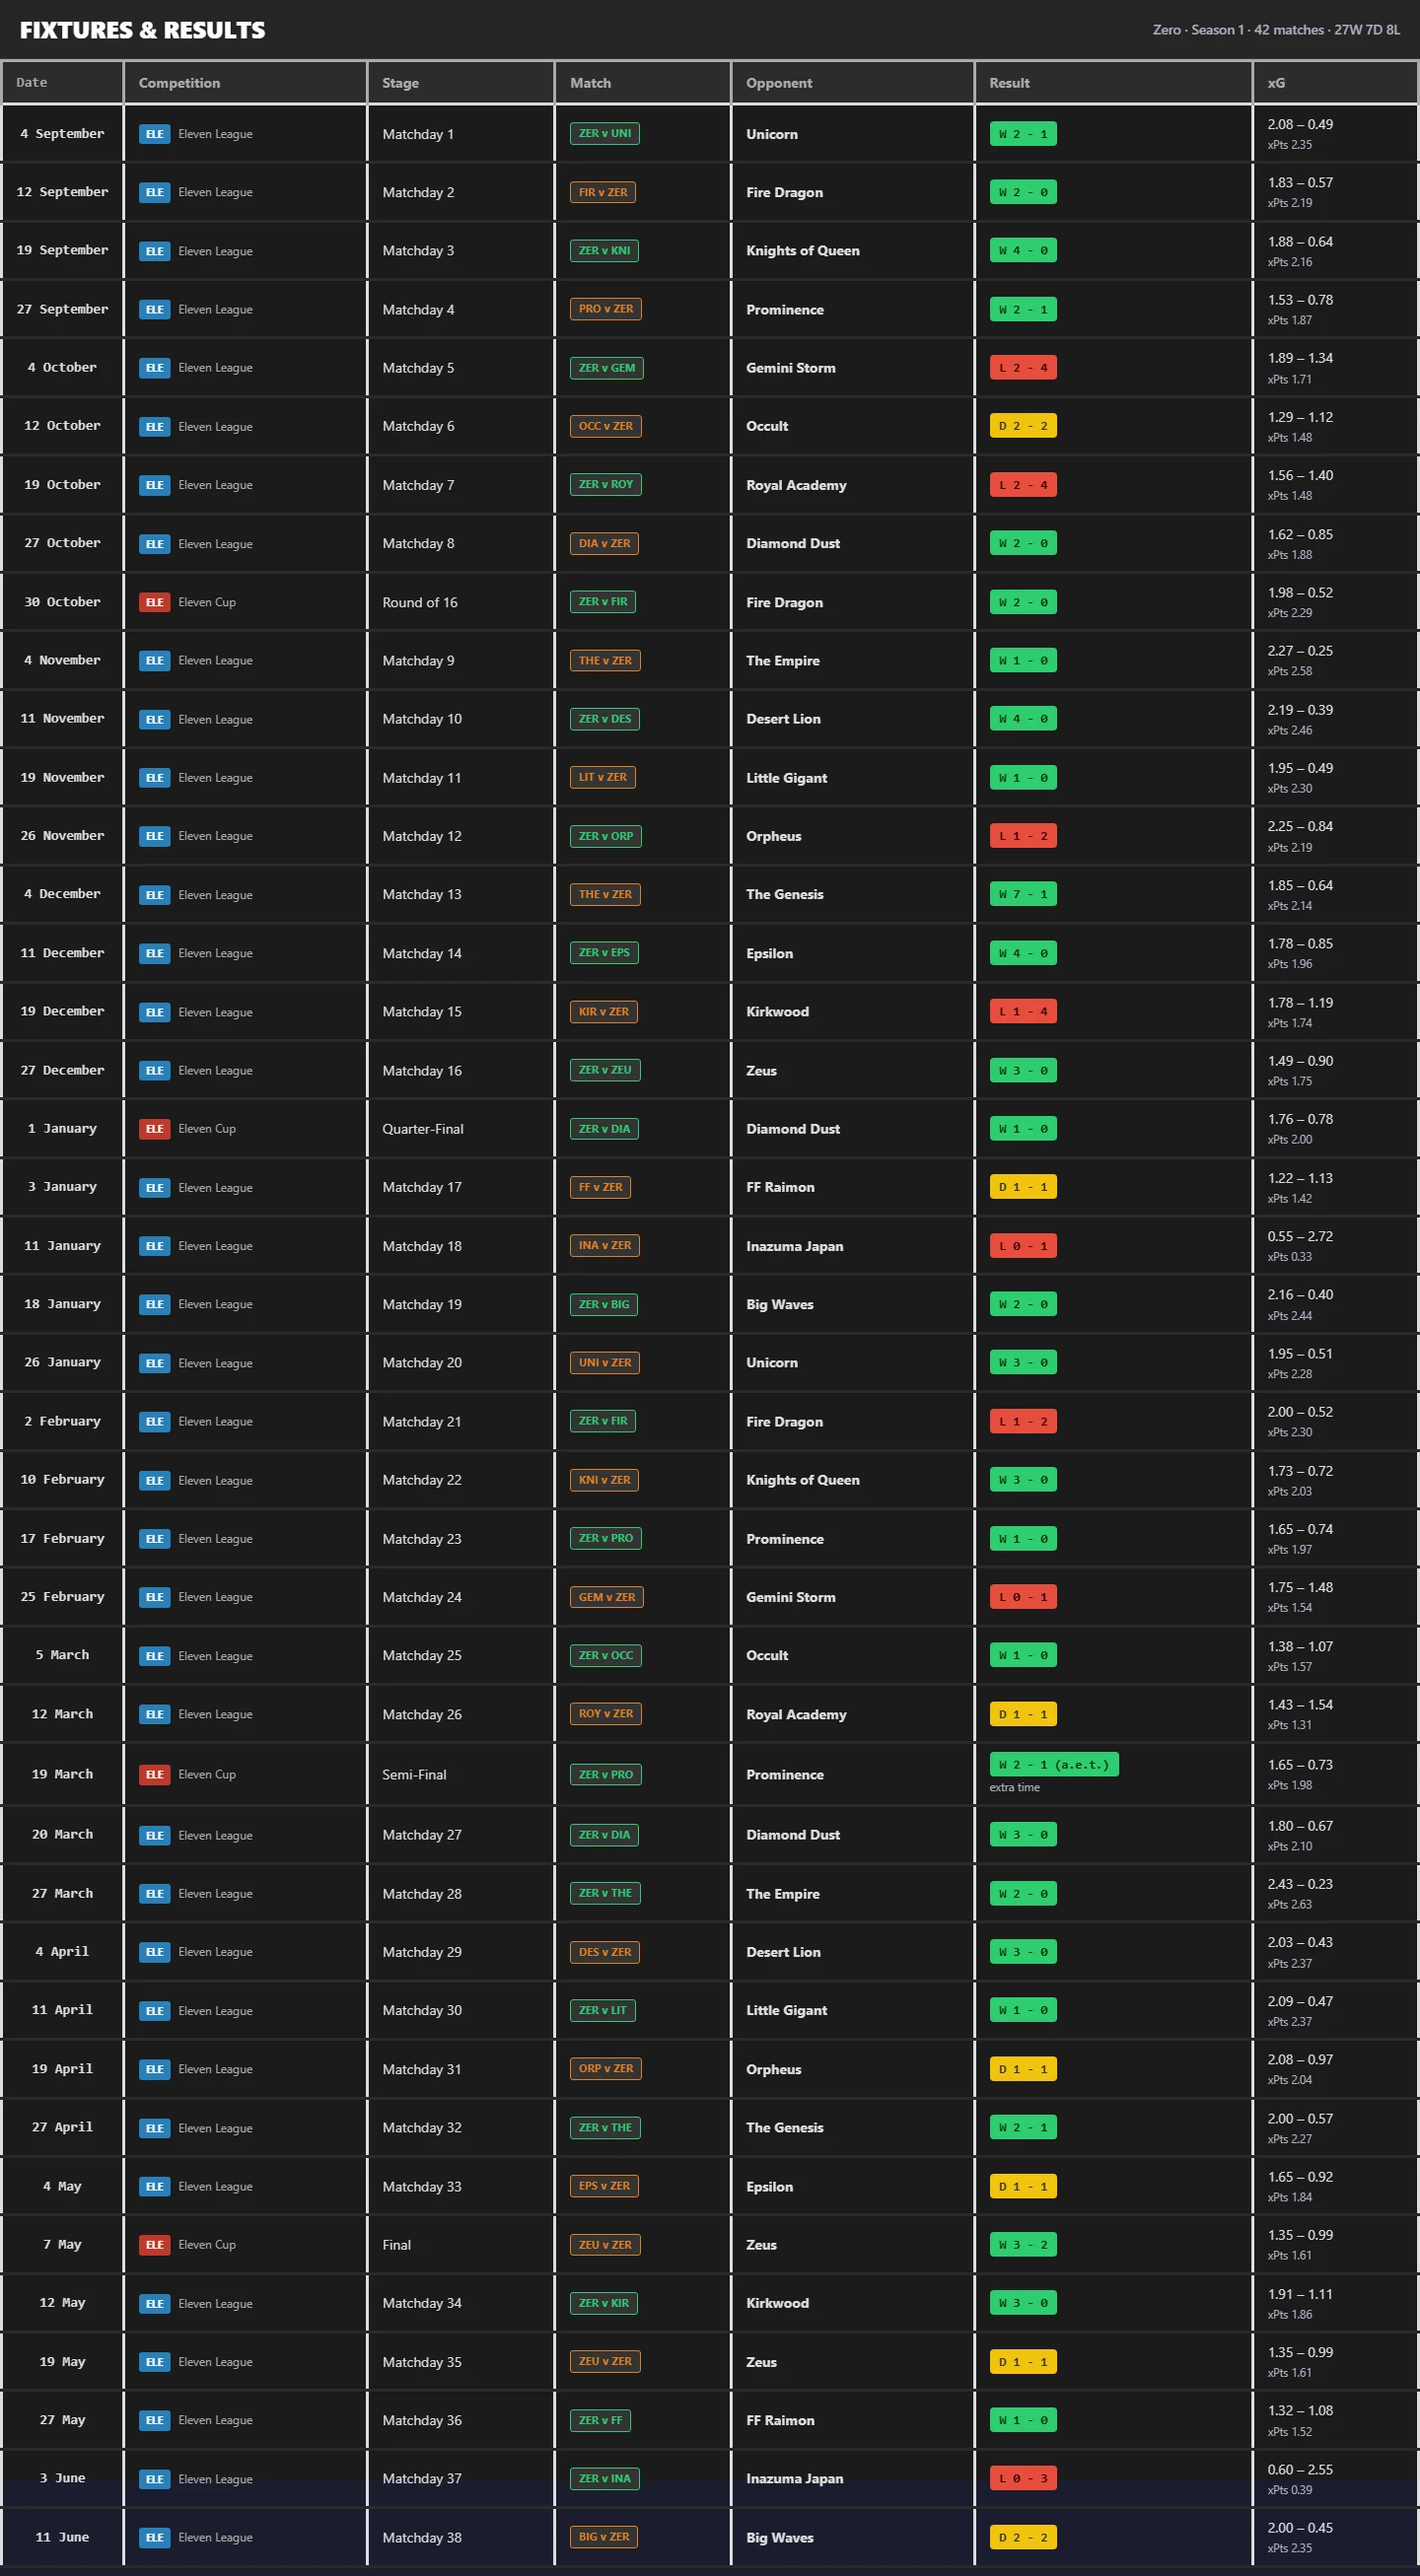 FIXTURES & RESULTS
Zero · Season 1 · 42 matches · 27W 7D 8L
Date Competition Stage Match Opponent Result xG
4 September ELE Eleven League Matchday 1 ZER v UNI Unicorn W 2 - 1 2.08 – 0.49
xPts 2.35
12 September ELE Eleven League Matchday 2 FIR v ZER Fire Dragon W 2 - 0 1.83 – 0.57
xPts 2.19
19 September ELE Eleven League Matchday 3 ZER v KNI Knights of Queen W 4 - 0 1.88 – 0.64
xPts 2.16
27 September ELE Eleven League Matchday 4 PRO v ZER Prominence W 2 - 1 1.53 – 0.78
xPts 1.87
4 October ELE Eleven League Matchday 5 ZER v GEM Gemini Storm L 2 - 4 1.89 – 1.34
xPts 1.71
12 October ELE Eleven League Matchday 6 OCC v ZER Occult D 2 - 2 1.29 – 1.12
xPts 1.48
19 October ELE Eleven League Matchday 7 ZER v ROY Royal Academy L 2 - 4 1.56 – 1.40
xPts 1.48
27 October ELE Eleven League Matchday 8 DIA v ZER Diamond Dust W 2 - 0 1.62 – 0.85
xPts 1.88
30 October ELE Eleven Cup Round of 16 ZER v FIR Fire Dragon W 2 - 0 1.98 – 0.52
xPts 2.29
4 November ELE Eleven League Matchday 9 THE v ZER The Empire W 1 - 0 2.27 – 0.25
xPts 2.58
11 November ELE Eleven League Matchday 10 ZER v DES Desert Lion W 4 - 0 2.19 – 0.39
xPts 2.46
19 November ELE Eleven League Matchday 11 LIT v ZER Little Gigant W 1 - 0 1.95 – 0.49
xPts 2.30
26 November ELE Eleven League Matchday 12 ZER v ORP Orpheus L 1 - 2 2.25 – 0.84
xPts 2.19
4 December ELE Eleven League Matchday 13 THE v ZER The Genesis W 7 - 1 1.85 – 0.64
xPts 2.14
11 December ELE Eleven League Matchday 14 ZER v EPS Epsilon W 4 - 0 1.78 – 0.85
xPts 1.96
19 December ELE Eleven League Matchday 15 KIR v ZER Kirkwood L 1 - 4 1.78 – 1.19
xPts 1.74
27 December ELE Eleven League Matchday 16 ZER v ZEU Zeus W 3 - 0 1.49 – 0.90
xPts 1.75
1 January ELE Eleven Cup Quarter-Final ZER v DIA Diamond Dust W 1 - 0 1.76 – 0.78
xPts 2.00
3 January ELE Eleven League Matchday 17 FF v ZER FF Raimon D 1 - 1 1.22 – 1.13
xPts 1.42
11 January ELE Eleven League Matchday 18 INA v ZER Inazuma Japan L 0 - 1 0.55 – 2.72
xPts 0.33
18 January ELE Eleven League Matchday 19 ZER v BIG Big Waves W 2 - 0 2.16 – 0.40
xPts 2.44
26 January ELE Eleven League Matchday 20 UNI v ZER Unicorn W 3 - 0 1.95 – 0.51
xPts 2.28
2 February ELE Eleven League Matchday 21 ZER v FIR Fire Dragon L 1 - 2 2.00 – 0.52
xPts 2.30
10 February ELE Eleven League Matchday 22 KNI v ZER Knights of Queen W 3 - 0 1.73 – 0.72
xPts 2.03
17 February ELE Eleven League Matchday 23 ZER v PRO Prominence W 1 - 0 1.65 – 0.74
xPts 1.97
25 February ELE Eleven League Matchday 24 GEM v ZER Gemini Storm L 0 - 1 1.75 – 1.48
xPts 1.54
5 March ELE Eleven League Matchday 25 ZER v OCC Occult W 1 - 0 1.38 – 1.07
xPts 1.57
12 March ELE Eleven League Matchday 26 ROY v ZER Royal Academy D 1 - 1 1.43 – 1.54
xPts 1.31
19 March ELE Eleven Cup Semi-Final ZER v PRO Prominence W 2 - 1 (a.e.t.) 1.65 – 0.73
extra time xPts 1.98
20 March ELE Eleven League Matchday 27 ZER v DIA Diamond Dust W 3 - 0 1.80 – 0.67
xPts 2.10
27 March ELE Eleven League Matchday 28 ZER v THE The Empire W 2 - 0 2.43 – 0.23
xPts 2.63
4 April ELE Eleven League Matchday 29 DES v ZER Desert Lion W 3 - 0 2.03 – 0.43
xPts 2.37
11 April ELE Eleven League Matchday 30 ZER v LIT Little Gigant W 1 - 0 2.09 – 0.47
xPts 2.37
19 April ELE Eleven League Matchday 31 ORP v ZER Orpheus D 1 - 1 2.08 – 0.97
xPts 2.04
27 April ELE Eleven League Matchday 32 ZER v THE The Genesis W 2 - 1 2.00 – 0.57
xPts 2.27
4 May ELE Eleven League Matchday 33 EPS v ZER Epsilon D 1 - 1 1.65 – 0.92
xPts 1.84
7 May ELE Eleven Cup Final ZEU v ZER Zeus W 3 - 2 1.35 – 0.99
xPts 1.61
12 May ELE Eleven League Matchday 34 ZER v KIR Kirkwood W 3 - 0 1.91 – 1.11
xPts 1.86
19 May ELE Eleven League Matchday 35 ZEU v ZER Zeus D 1 - 1 1.35 – 0.99
xPts 1.61
27 May ELE Eleven League Matchday 36 ZER v FF FF Raimon W 1 - 0 1.32 – 1.08
xPts 1.52
3 June ELE Eleven League Matchday 37 ZER v INA Inazuma Japan L 0 - 3 0.60 – 2.55
xPts 0.39
11 June ELE Eleven League Matchday 38 BIG v ZER Big Waves D 2 - 2 2.00 – 0.45
xPts 2.35